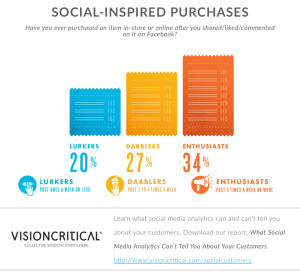 SOCIAL-INSPIRED PURCHASES
Have you ever purchased an item in-store or online after you shared/liked/commented
on it on Facebook?
LURKERS DABBLERS ENTHUSIASTS
20% 27% 34%
LURKERS DABBLERS ENTHUSIASTS
POST ONCE A WEEK OR LESS POST 2 TO 4 TIMES A WEEK POST 5 TIMES A WEEK OR MORE
Learn what social media analytics can and can't tell you
about your customers. Download our report, What Social
Media Analytics Can't Tell You About Your Customers.
VISIONCRITICAL®
COLLECTIVE WISDOM STARTS HERE
http://www.visioncritical.com/socialcustomers